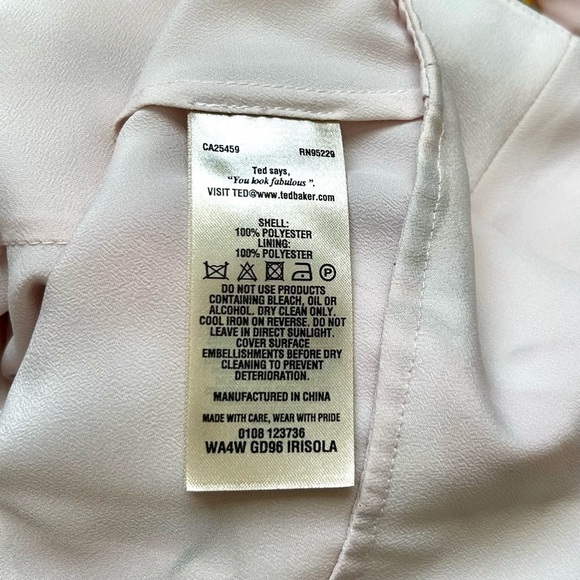 CA25459 RN95229
Ted says,
"You look fabulous".
VISIT TED@www.tedbaker.com
SHELL:
100% POLYESTER
LINING:
100% POLYESTER
P
DO NOT USE PRODUCTS
CONTAINING BLEACH, OIL OR
ALCOHOL. DRY CLEAN ONLY.
COOL IRON ON REVERSE. DO NOT
LEAVE IN DIRECT SUNLIGHT.
COVER SURFACE
EMBELLISHMENTS BEFORE DRY
CLEANING TO PREVENT
DETERIORATION.
MANUFACTURED IN CHINA
MADE WITH CARE, WEAR WITH PRIDE
0108 123736
WA4W GD96 IRISOLA